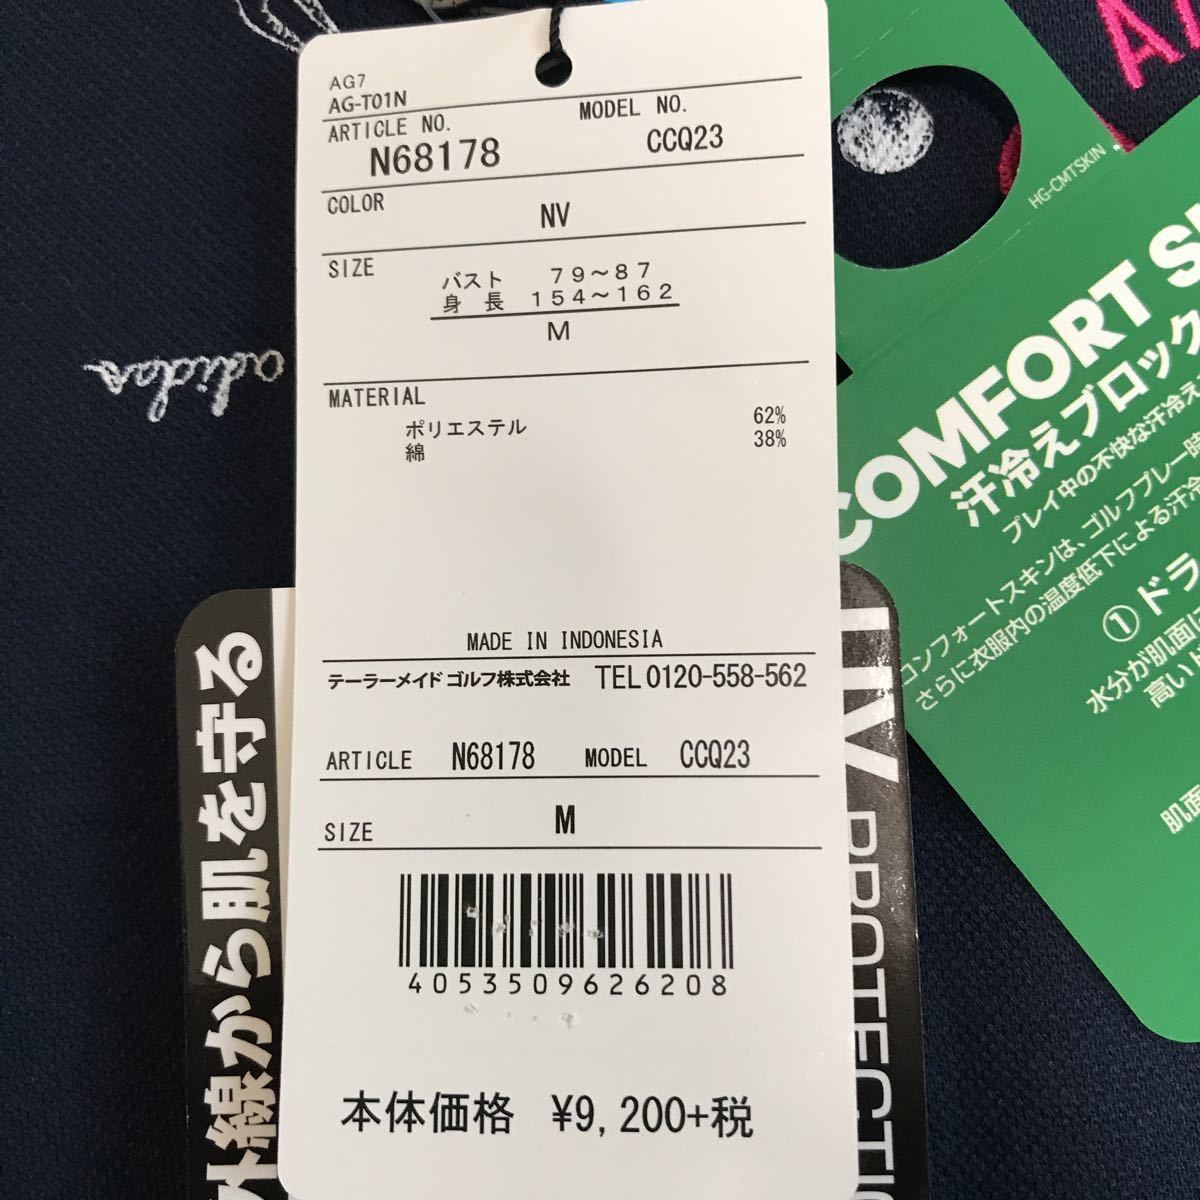 AG7
AG-T01N
ARTICLE NO.
MODEL NO.
N68178
CCQ23
COLOR
NV
SIZE
バスト 79～87
身長 154～162
M
MATERIAL
ポリエステル 62%
綿 38%
MADE IN INDONESIA
テーラーメイド ゴルフ株式会社 TEL 0120-558-562
ARTICLE N68178 MODEL CCQ23
SIZE M
4053509626208
本体価格 ¥9,200+税
adidas
外線から肌を守る
UV PROTECTIO
HG-CMTSKIN
COMFORT S
汗冷えブロック
プレイ中の不快な汗冷え
コンフォートスキンは、ゴルフプレー時
さらに衣服内の温度低下による汗冷
①ドラ
水分が肌面に
高い
肌面